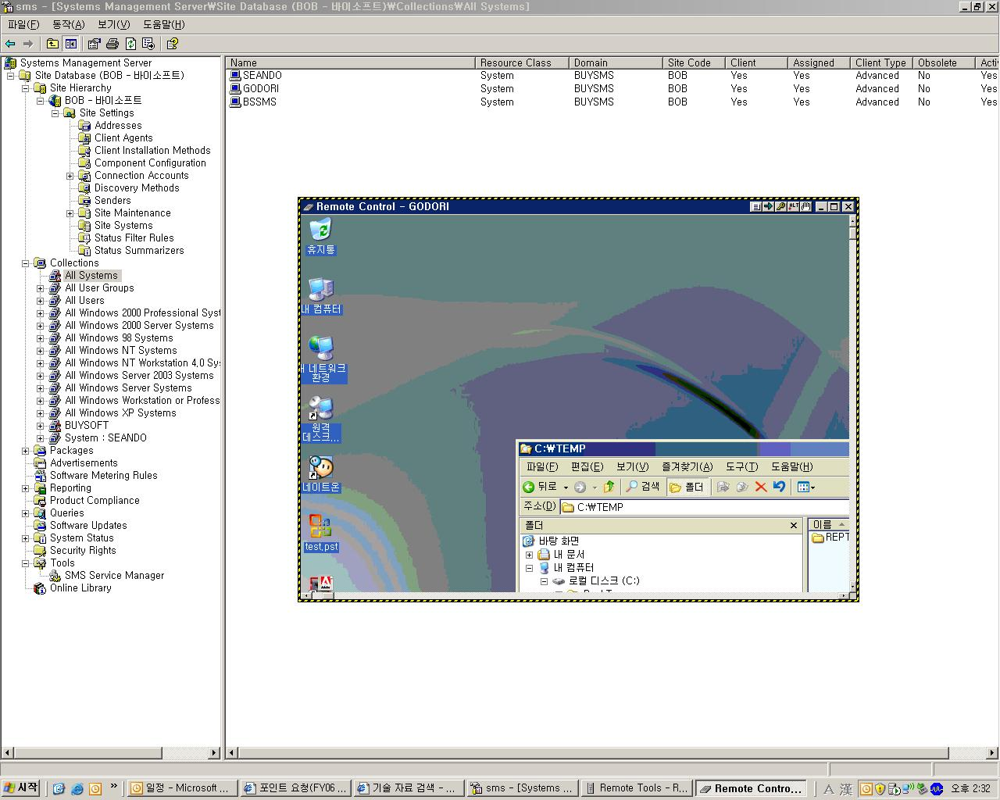 sms - [Systems Management Server₩Site Database (BOB - 바이소프트)₩Collections₩All Systems]
파일(F) 동작(A) 보기(V) 도움말(H)
Systems Management Server
Site Database (BOB - 바이소프트)
Site Hierarchy
BOB - 바이소프트
Site Settings
Addresses
Client Agents
Client Installation Methods
Component Configuration
Connection Accounts
Discovery Methods
Senders
Site Maintenance
Site Systems
Status Filter Rules
Status Summarizers
Collections
All Systems
All User Groups
All Users
All Windows 2000 Professional Syst
All Windows 2000 Server Systems
All Windows 98 Systems
All Windows NT Systems
All Windows NT Workstation 4,0 Sy
All Windows Server 2003 Systems
All Windows Server Systems
All Windows Workstation or Profess
All Windows XP Systems
BUYSOFT
System : SEANDO
Packages
Advertisements
Software Metering Rules
Reporting
Product Compliance
Queries
Software Updates
System Status
Security Rights
Tools
SMS Service Manager
Online Library
Name Resource Class Domain Site Code Client Assigned Client Type Obsolete Acti
SEANDO System BUYSMS BOB Yes Yes Advanced No Yes
GODORI System BUYSMS BOB Yes Yes Advanced No Yes
BSSMS System BUYSMS BOB Yes Yes Advanced No Yes
Remote Control - GODORI ALT
휴지통
내 컴퓨터
네트워크
환경
원격
데스크...
네이트온
test,pst
Adobe
C:₩TEMP
파일(F) 편집(E) 보기(V) 즐겨찾기(A) 도구(T) 도움말(H)
뒤로 검색 폴더
주소(D) C:₩TEMP
폴더 이름
바탕 화면 REPT
내 문서
내 컴퓨터
로컬 디스크 (C:)
시작 » 일정 - Microsoft ... 포인트 요청(FY06 ... 기술 자료 검색 - ... sms - [Systems ... Remote Tools - R... Remote Contro... A 漢 오후 2:32